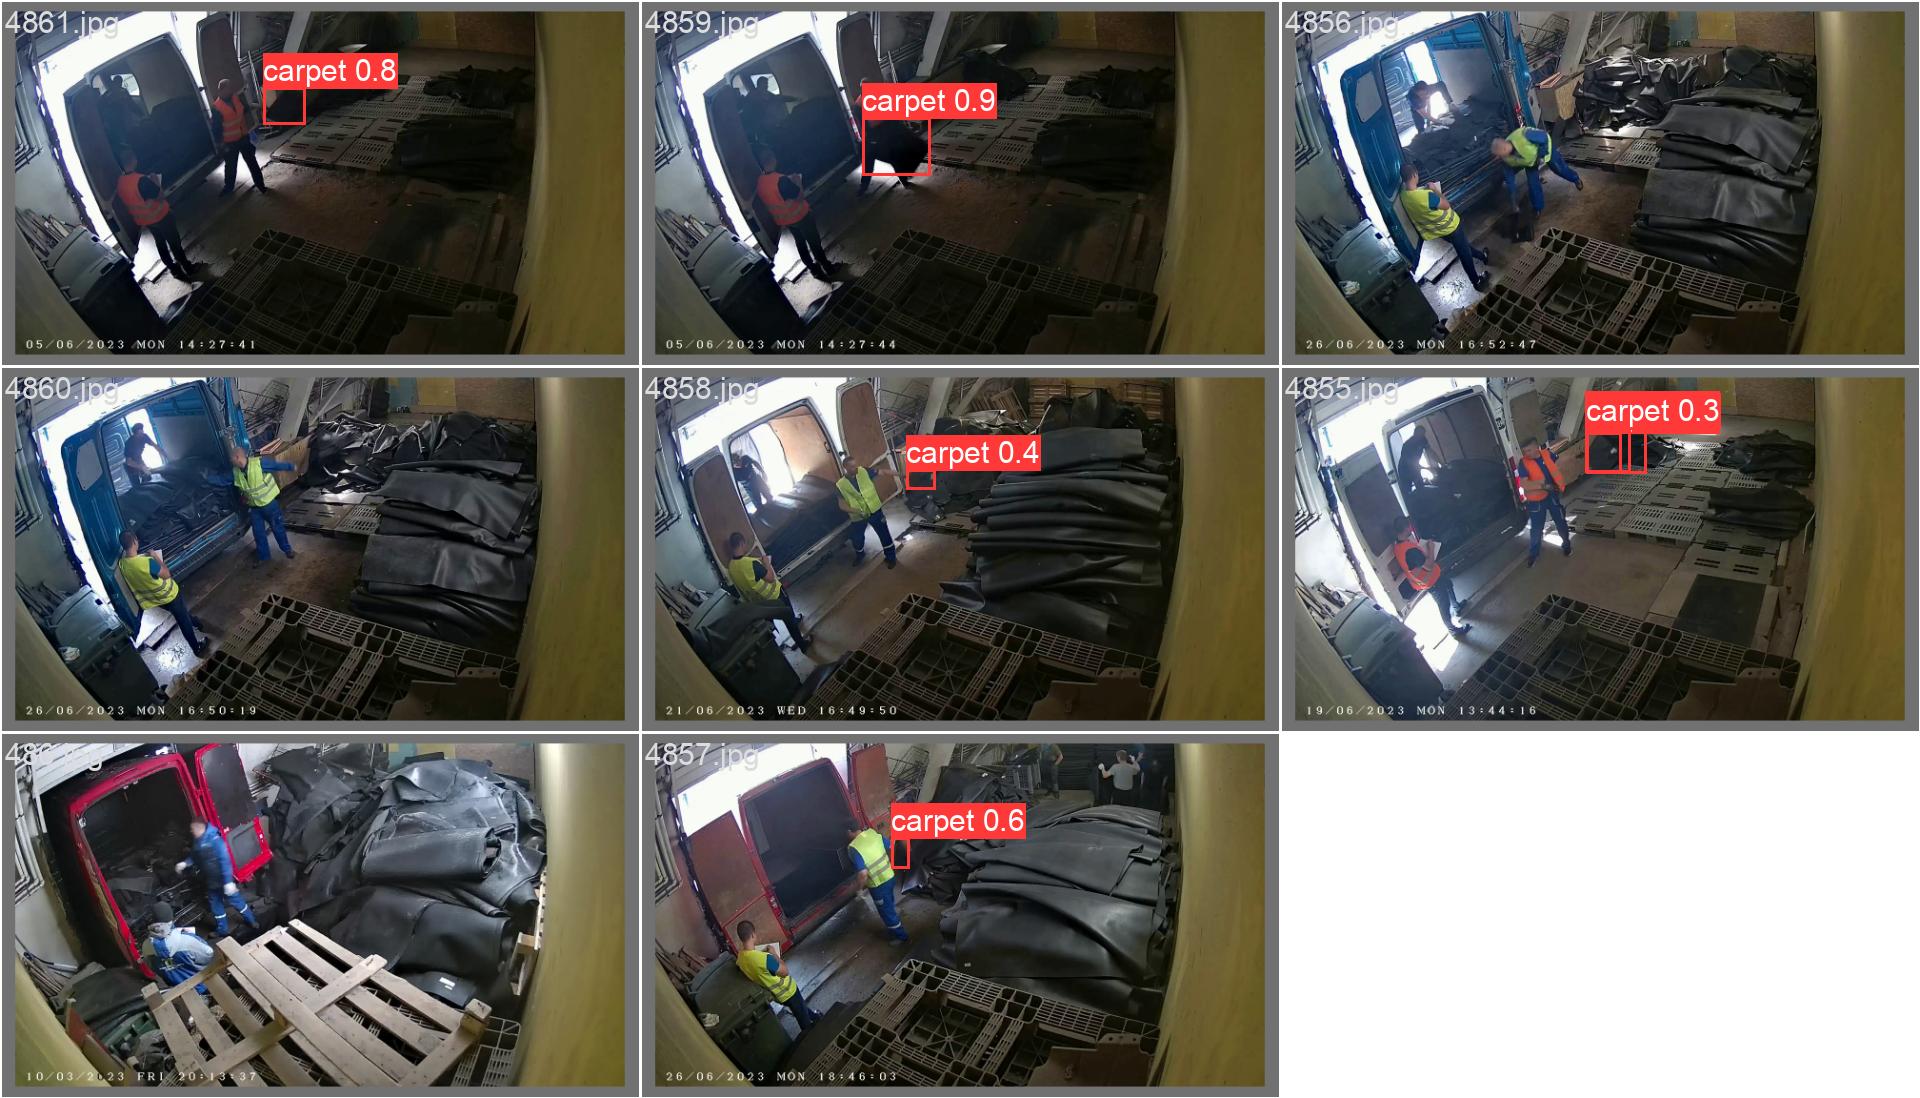 4861.jpg
carpet 0.8
05/06/2023 MON 14:27:41
4859.jpg
carpet 0.9
05/06/2023 MON 14:27:44
4856.jpg
26/06/2023 MON 16:52:47
4860.jpg
26/06/2023 MON 16:50:19
4858.jpg
carpet 0.4
21/06/2023 WED 16:49:50
4855.jpg
carpet 0.3
19/06/2023 MON 13:44:16
10/03/2023 FRI 20:13:37
4857.jpg
carpet 0.6
26/06/2023 MON 18:46:03